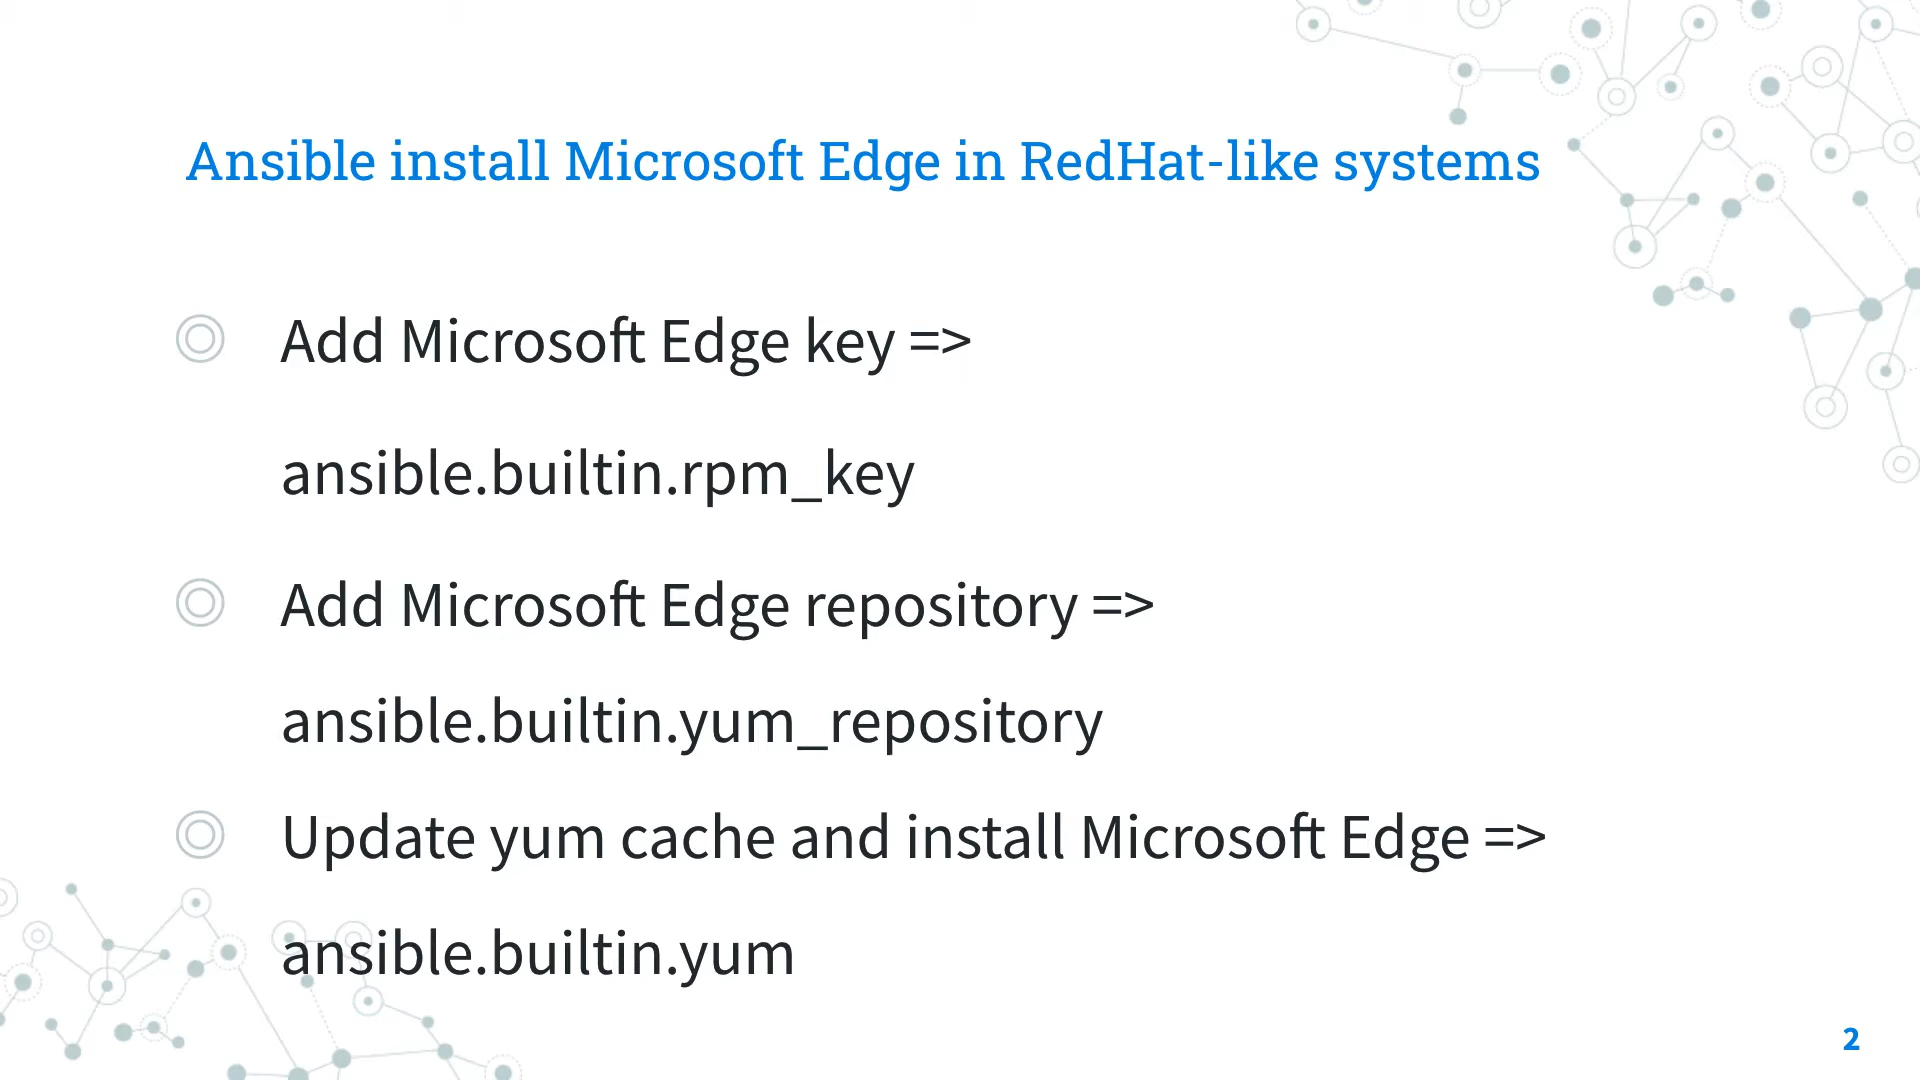 Ansible install Microsoft Edge in RedHat-like systems
Add Microsoft Edge key =>
ansible.builtin.rpm_key
Add Microsoft Edge repository =>
ansible.builtin.yum_repository
Update yum cache and install Microsoft Edge =>
ansible.builtin.yum
2